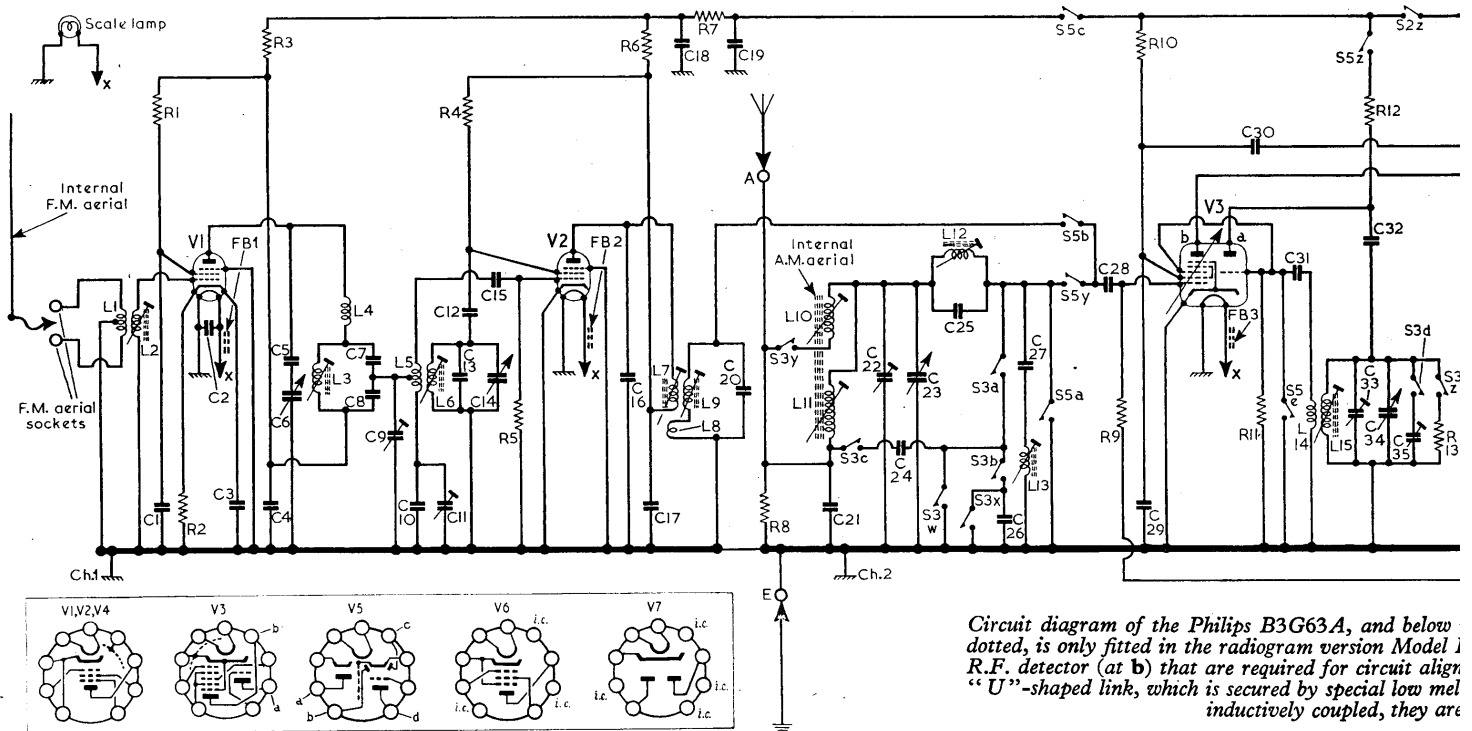 Scale lamp
x
R3
R6
R7
C18
C19
S5c
R10
S2z
S5z
R1
R4
R12
C30
Internal
F.M. aerial
A
V1
FB1
V2
FB2
S5b
V3
b
a
C32
L12
Internal
A.M. aerial
C15
S5y
C28
C31
L1
L2
C12
L10
C25
FB3
L4
S3y
C27
S3d
x
C2
C5
C7
L5
C
13
L7
C
20
C
22
C
23
S3a
x
C
33
S3
z
L3
C8
L6
C14
C
16
L9
L11
S5a
S5
e
F.M. aerial
sockets
C6
C9
R5
L8
S3c
C
24
S3b
R9
R11
L
14
L15
C
34
C
35
R
13
S3x
L13
C1
R2
C3
C4
C
10
C11
C17
R8
C21
S3
w
C
26
C
29
Ch.1
Ch.2
E
V1,V2,V4
V3
b
a
V5
c
a
b
d
V6
i.c.
i.c.
i.c.
V7
i.c.
i.c.
i.c.
i.c.
Circuit diagram of the Philips B3G63A, and below
dotted, is only fitted in the radiogram version Model
R.F. detector (at b) that are required for circuit align
“U”-shaped link, which is secured by special low mel
inductively coupled, they are